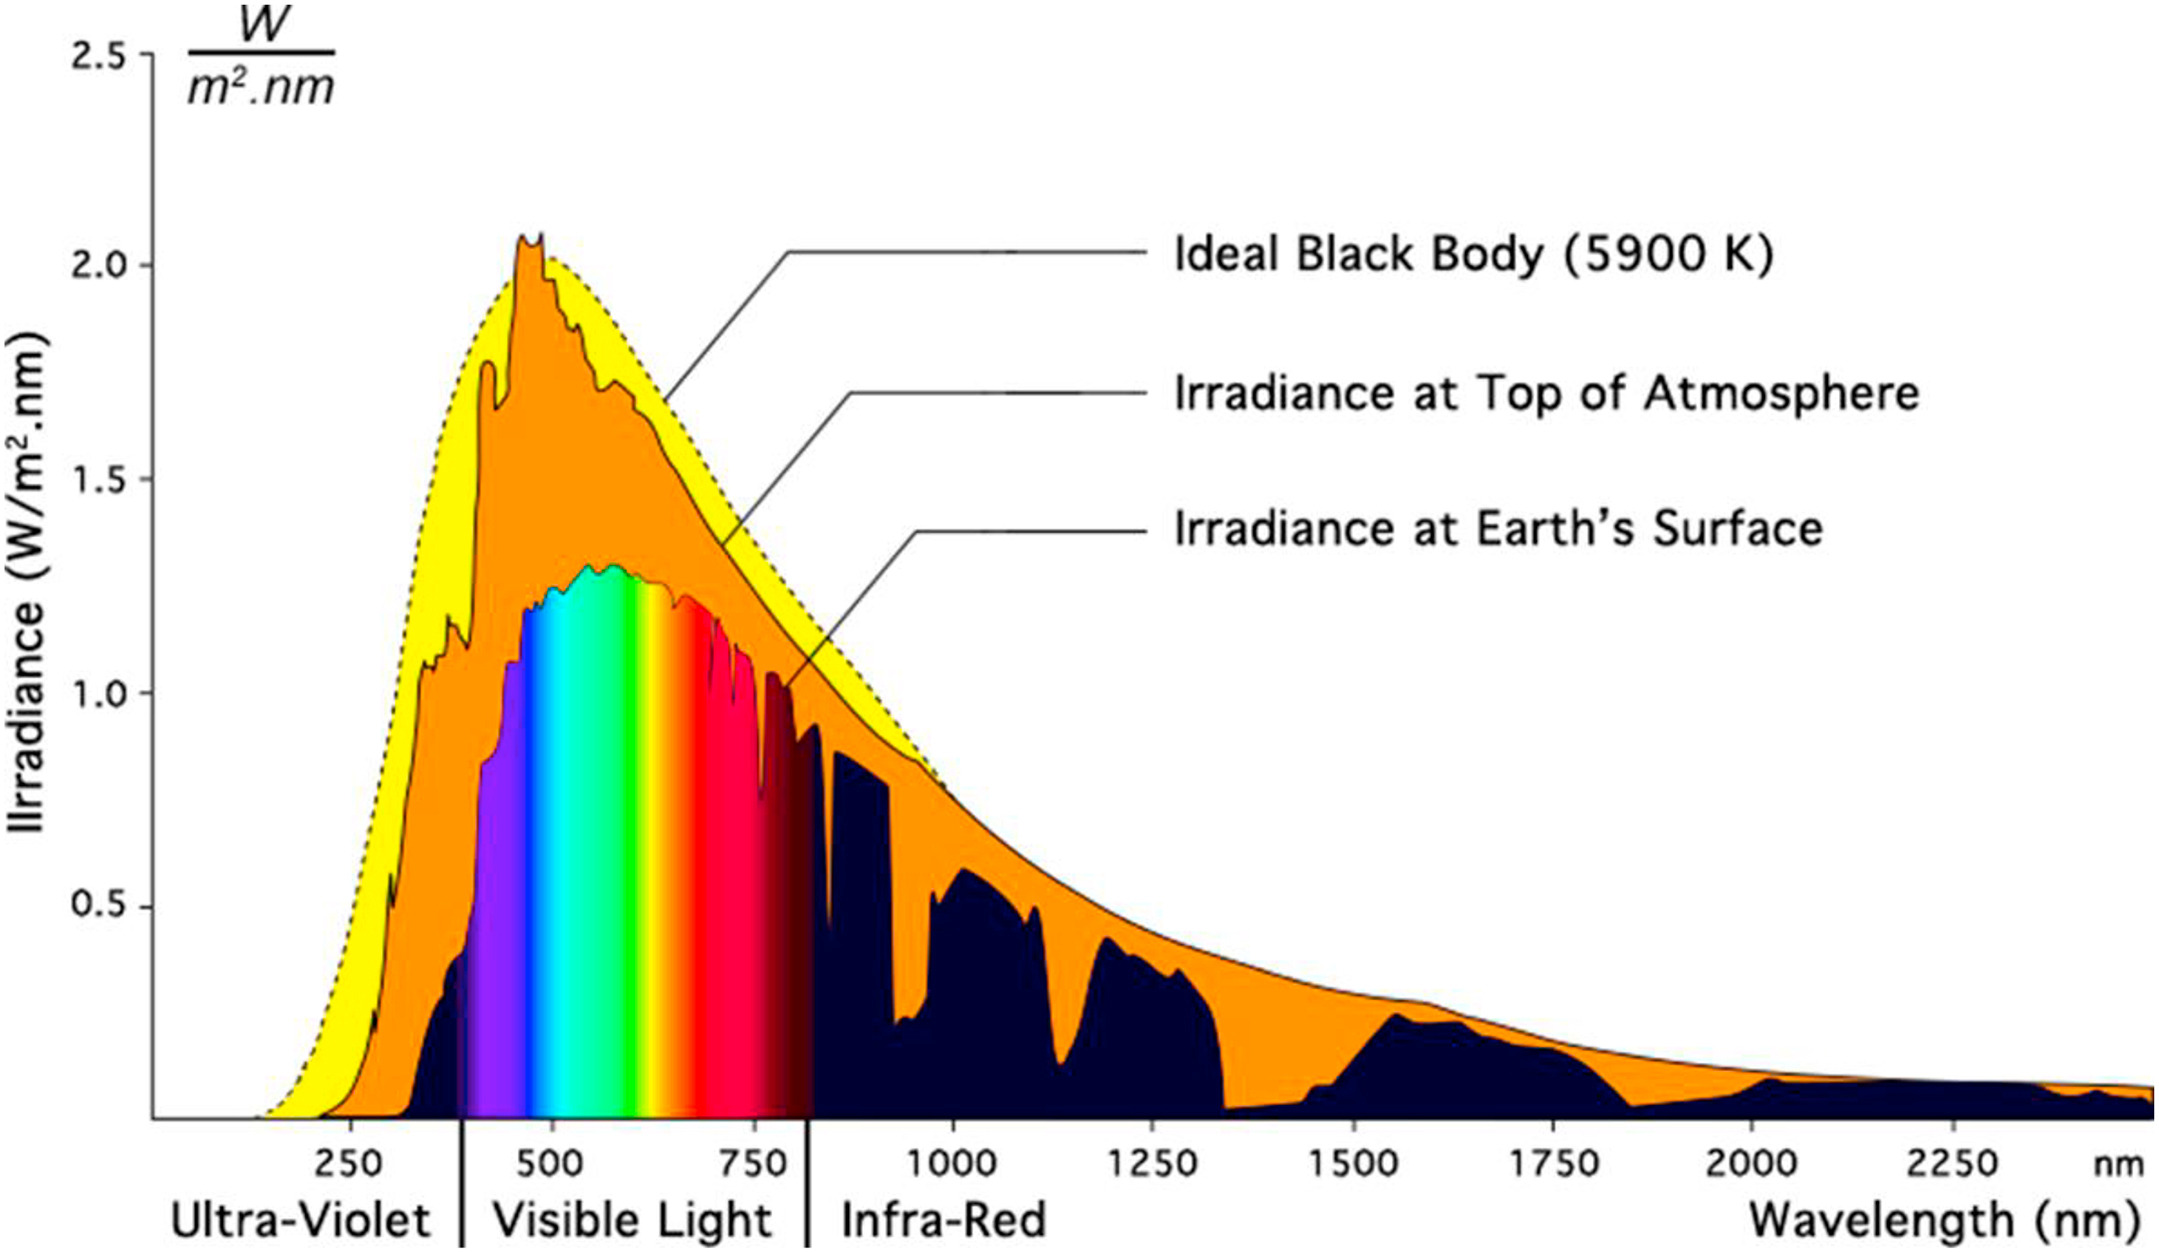 W
m².nm
2.5
2.0
1.5
1.0
0.5
IIrradiance (W/m².nm)
Ideal Black Body (5900 K)
Irradiance at Top of Atmosphere
Irradiance at Earth’s Surface
250 500 750 1000 1250 1500 1750 2000 2250 nm
Ultra-Violet Visible Light Infra-Red Wavelength (nm)